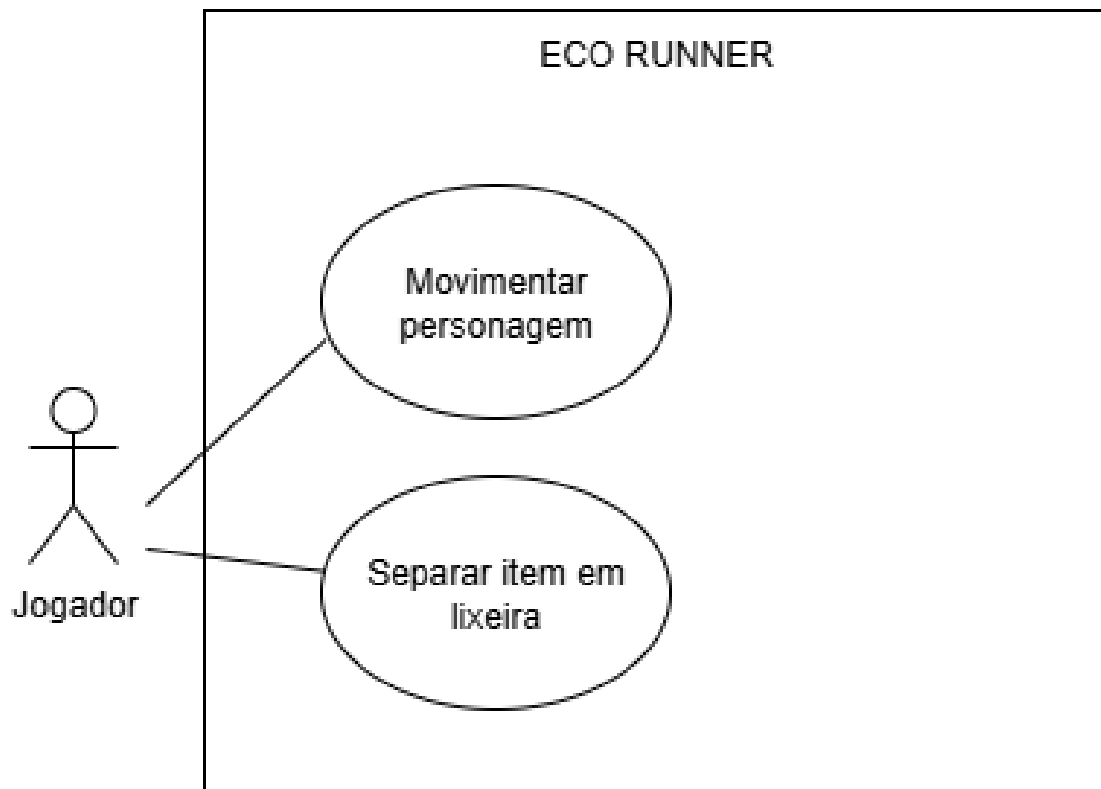 ECO RUNNER
Movimentar
personagem
Separar item em
lixeira
Jogador